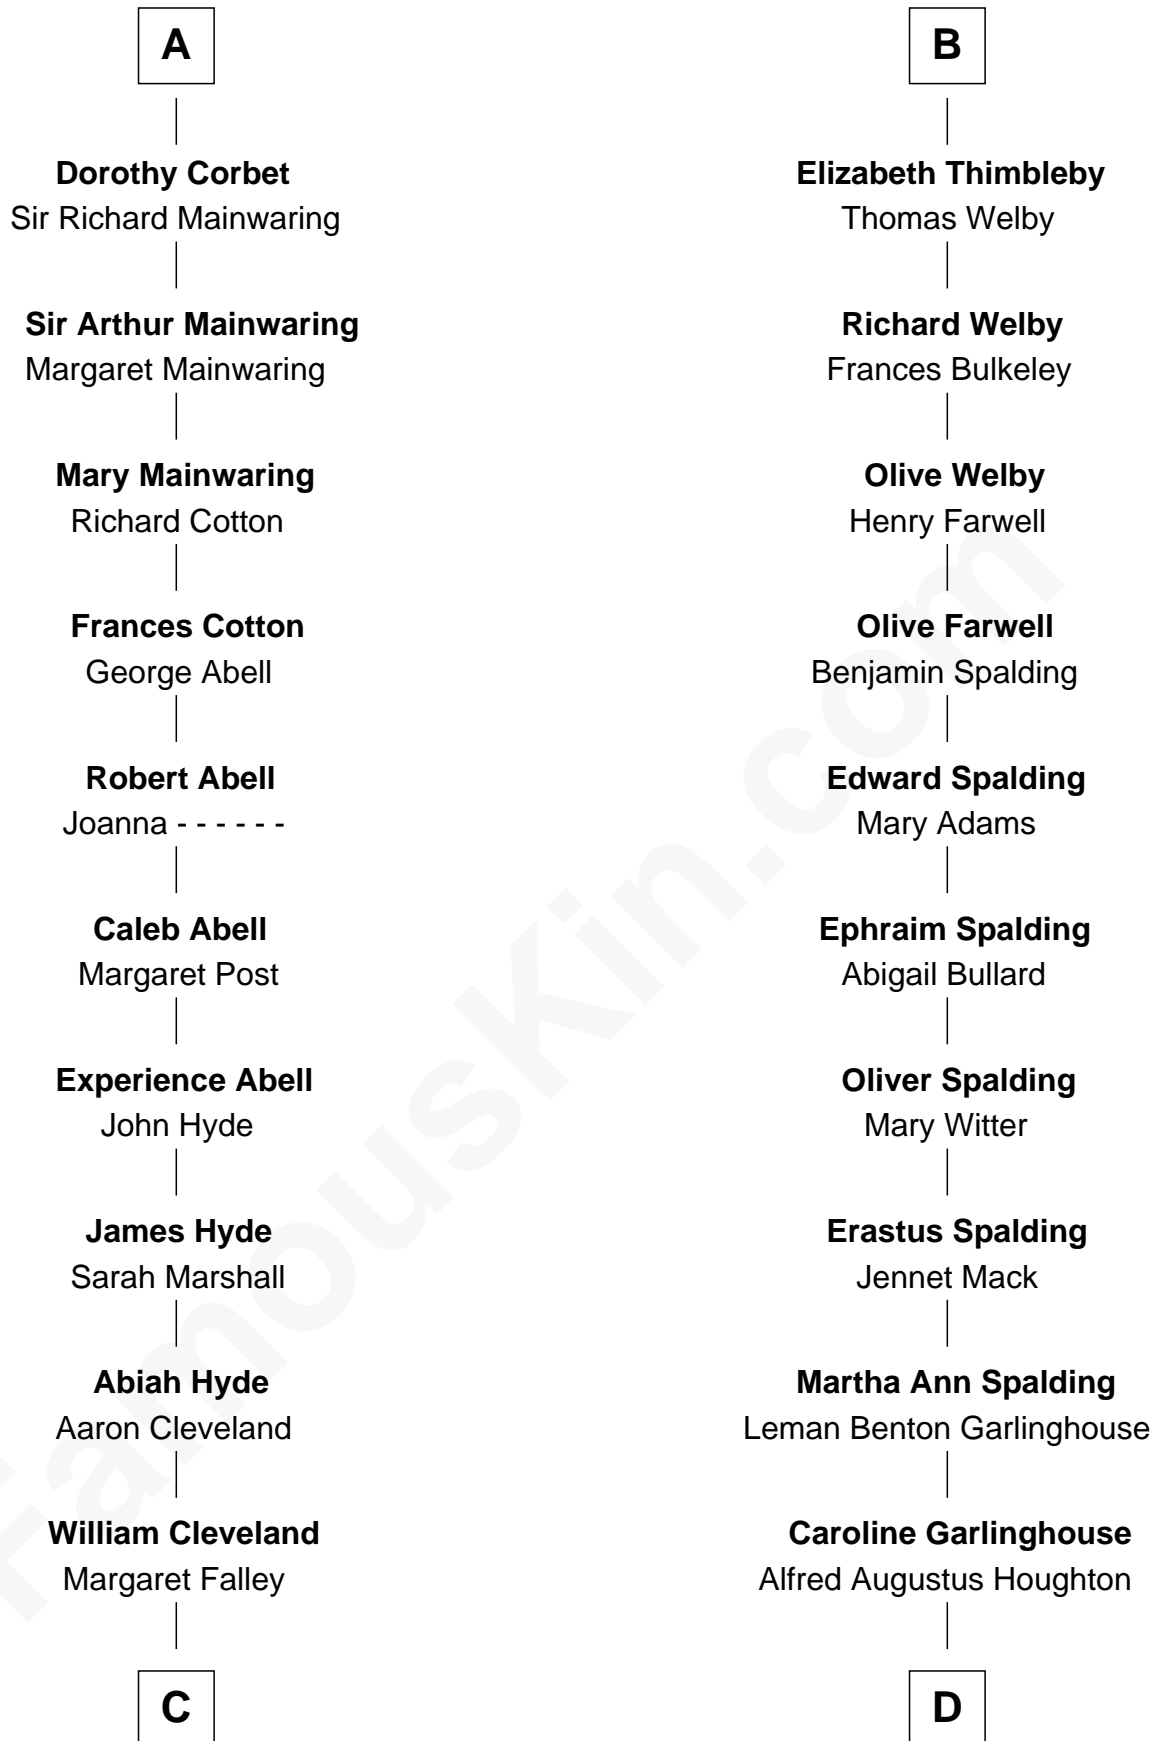 A
Dorothy Corbet
Sir Richard Mainwaring
Sir Arthur Mainwaring
Margaret Mainwaring
Mary Mainwaring
Richard Cotton
Frances Cotton
George Abell
Robert Abell
Joanna - - - - - -
Caleb Abell
Margaret Post
Experience Abell
John Hyde
James Hyde
Sarah Marshall
Abiah Hyde
Aaron Cleveland
William Cleveland
Margaret Falley
C
B
Elizabeth Thimbleby
Thomas Welby
Richard Welby
Frances Bulkeley
Olive Welby
Henry Farwell
Olive Farwell
Benjamin Spalding
Edward Spalding
Mary Adams
Ephraim Spalding
Abigail Bullard
Oliver Spalding
Mary Witter
Erastus Spalding
Jennet Mack
Martha Ann Spalding
Leman Benton Garlinghouse
Caroline Garlinghouse
Alfred Augustus Houghton
D
FamousKin.com